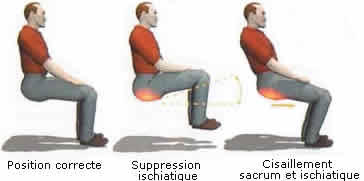 Position correcte
Suppression
ischiatique
Cisaillement
sacrum et ischiatique